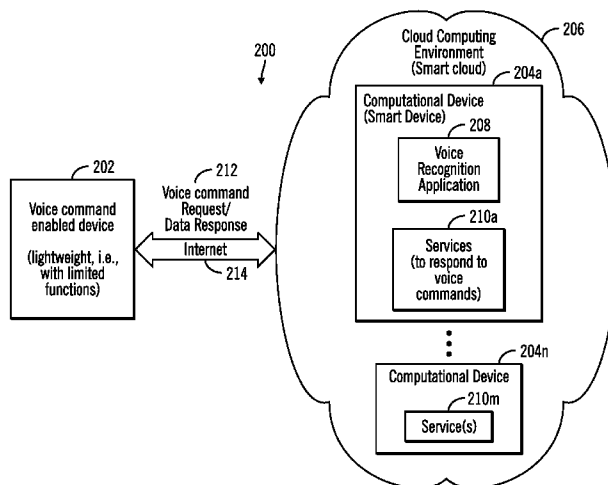 200
Cloud Computing
Environment
(Smart cloud)
206
204a
Computational Device
(Smart Device)
208
Voice
Recognition
Application
210a
Services
(to respond to
voice
commands)
202
Voice command
enabled device
(lightweight, i.e.,
with limited
functions)
212
Voice command
Request/
Data Response
Internet
214
204n
Computational Device
210m
Service(s)